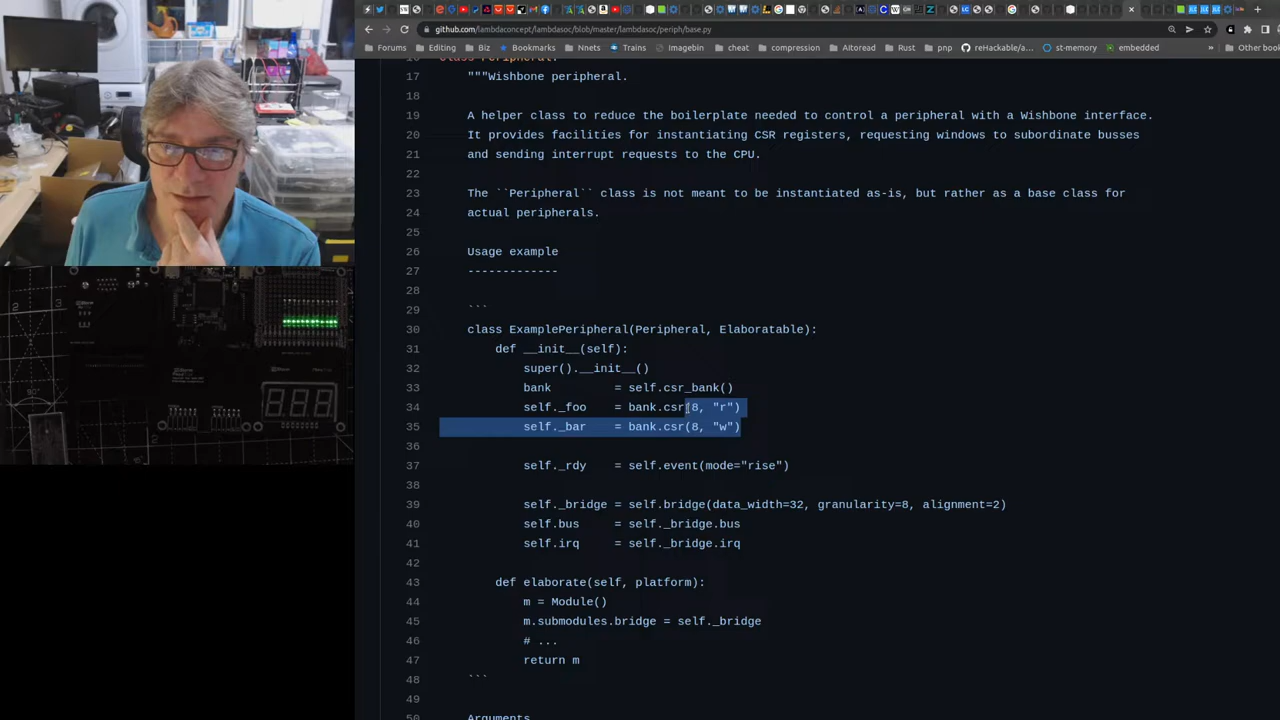 github.com/lambdaconcept/lambdasoc/blob/master/lambdasoc/periph/base.py
Forums Editing Biz Bookmarks Nnets Trains Imagebin cheat compression AItoread Rust pnp rehackable/a... st-memory embedded » Other book
16 class Peripheral:
17 """Wishbone peripheral.
18
19 A helper class to reduce the boilerplate needed to control a peripheral with a Wishbone interface.
20 It provides facilities for instantiating CSR registers, requesting windows to subordinate busses
21 and sending interrupt requests to the CPU.
22
23 The ``Peripheral`` class is not meant to be instantiated as-is, but rather as a base class for
24 actual peripherals.
25
26 Usage example
27 -------------
28
29 ```
30 class ExamplePeripheral(Peripheral, Elaboratable):
31 def __init__(self):
32 super().__init__()
33 bank = self.csr_bank()
34 self._foo = bank.csr(8, "r")
35 self._bar = bank.csr(8, "w")
36
37 self._rdy = self.event(mode="rise")
38
39 self._bridge = self.bridge(data_width=32, granularity=8, alignment=2)
40 self.bus = self._bridge.bus
41 self.irq = self._bridge.irq
42
43 def elaborate(self, platform):
44 m = Module()
45 m.submodules.bridge = self._bridge
46 # ...
47 return m
48 ```
49
50 Arguments